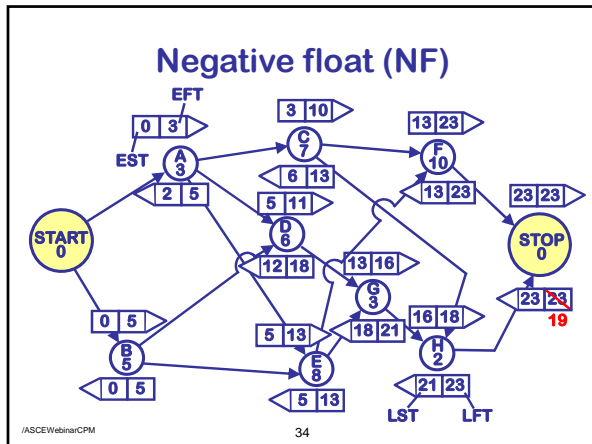 Negative float (NF)
EFT
0 3
EST
3 10
13 23
A
3
C
7
F
10
2 5
6 13
13 23
23 23
START
0
5 11
D
6
STOP
0
12 18
13 16
G
3
23 23
19
0 5
5 13
18 21
16 18
B
5
E
8
H
2
0 5
5 13
21 23
LST
LFT
/ASCEWebinarCPM
34